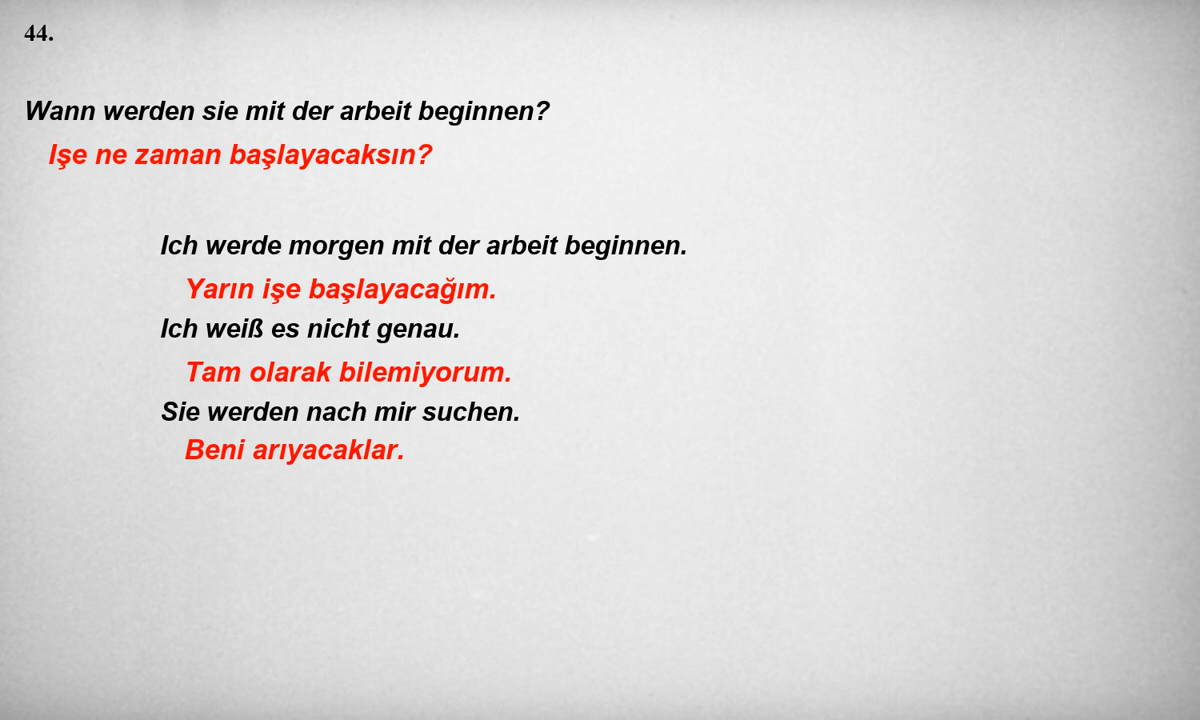 44.
Wann werden sie mit der arbeit beginnen?
Işe ne zaman başlayacaksın?
Ich werde morgen mit der arbeit beginnen.
Yarın işe başlayacağım.
Ich weiß es nicht genau.
Tam olarak bilemiyorum.
Sie werden nach mir suchen.
Beni arıyacaklar.